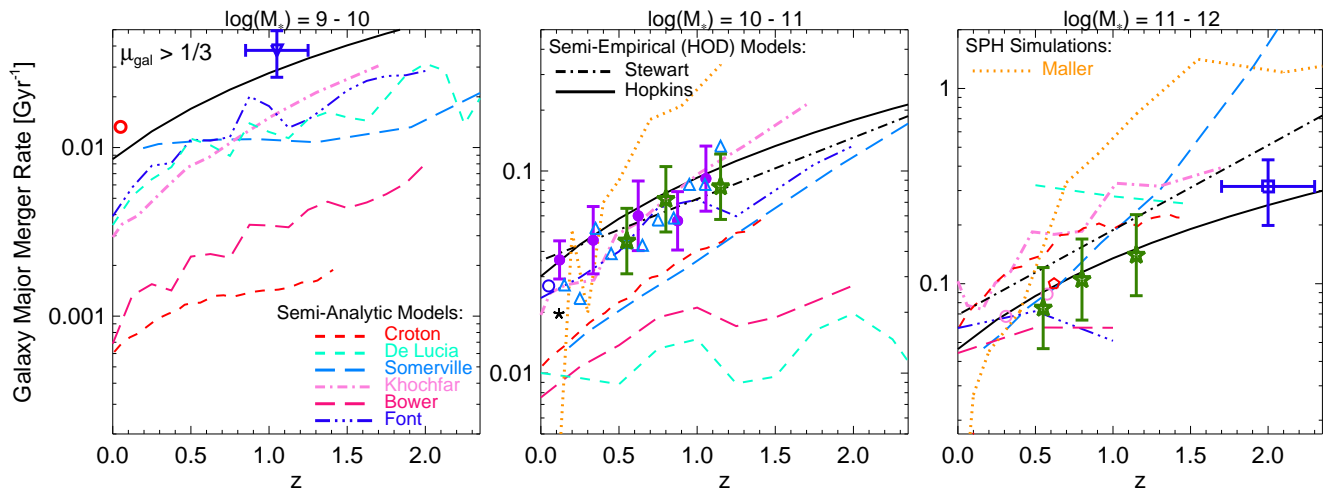 log(M*) = 9 - 10
log(M*) = 10 - 11
log(M*) = 11 - 12
Galaxy Major Merger Rate [Gyr⁻¹]
μgal > 1/3
0.01
0.001
Semi-Analytic Models:
Croton
De Lucia
Somerville
Khochfar
Bower
Font
0.0 0.5 1.0 1.5 2.0
z
Semi-Empirical (HOD) Models:
Stewart
Hopkins
0.1
0.01
0.0 0.5 1.0 1.5 2.0
z
SPH Simulations:
Maller
1
0.1
0.0 0.5 1.0 1.5 2.0
z